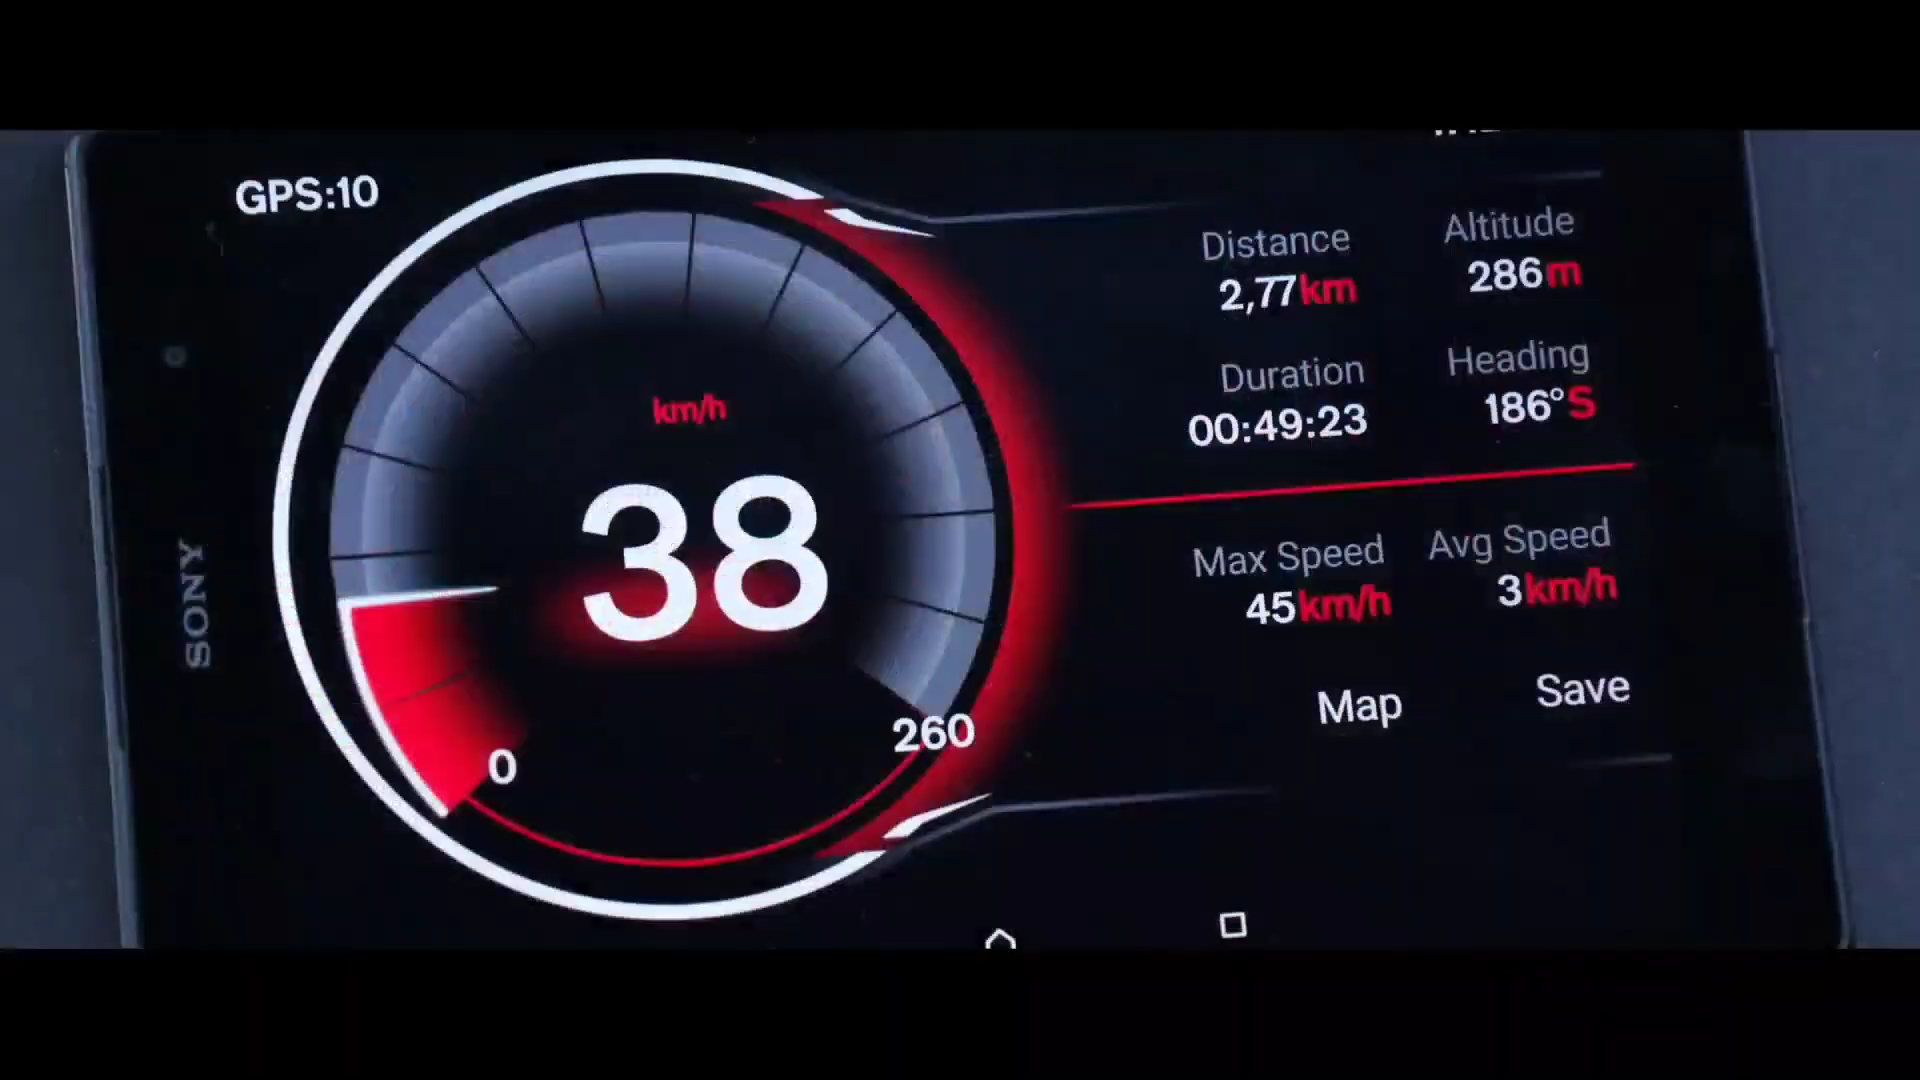 GPS:10
km/h
38
0
260
SONY
Distance
2,77km
Altitude
286m
Duration
00:49:23
Heading
186°S
Max Speed
45km/h
Avg Speed
3km/h
Map
Save